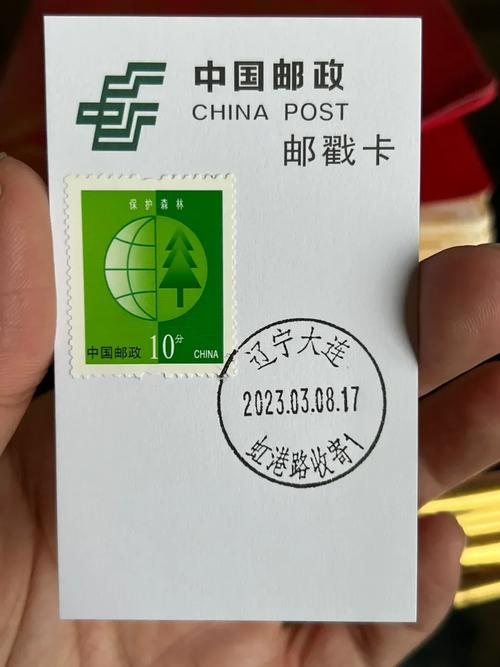 中国邮政
CHINA POST
邮戳卡
保护森林
中国邮政 10分 CHINA
辽宁大连
2023.03.08.17
虹港路收寄1